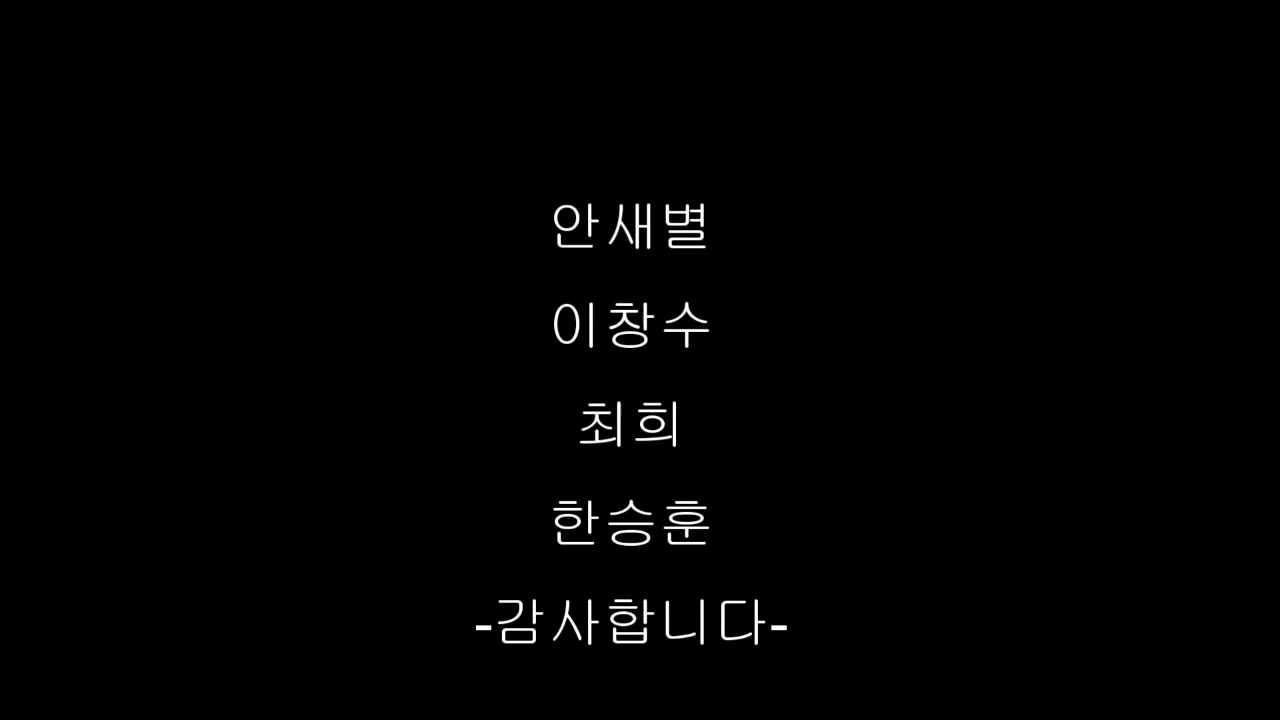 안새별
이창수
최희
한승훈
-감사합니다-